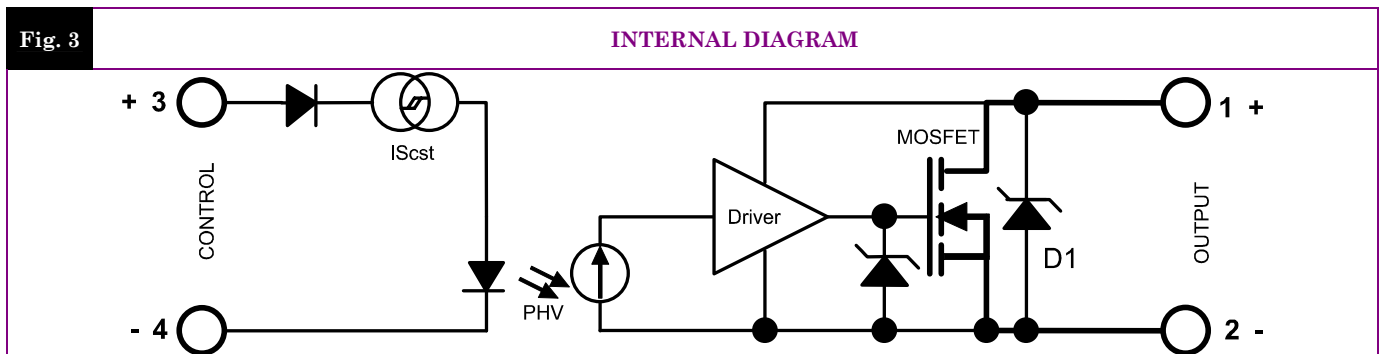 Fig. 3
INTERNAL DIAGRAM
+ 3
IScst
CONTROL
- 4
PHV
Driver
MOSFET
D1
1 +
OUTPUT
2 -